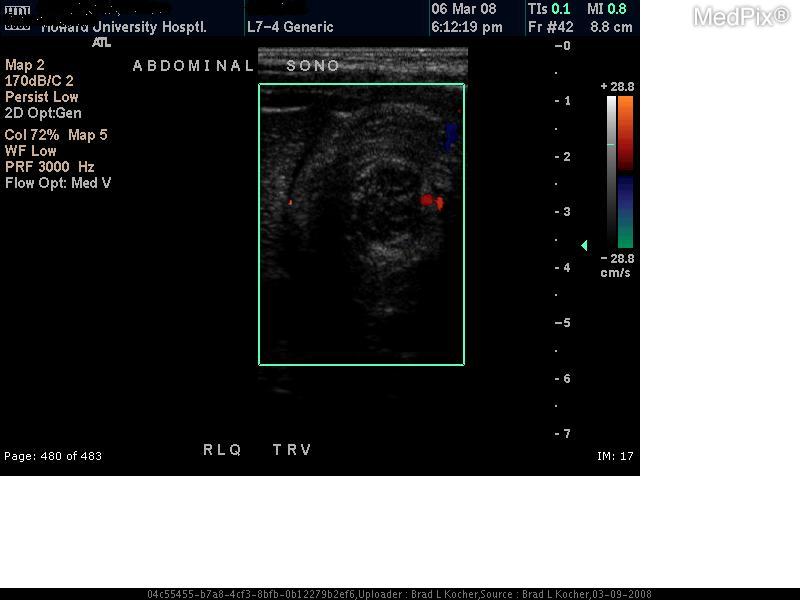 MedPix®
06 Mar 08 TIs 0.1 MI 0.8
Howard University Hosptl. L7-4 Generic 6:12:19 pm Fr #42 8.8 cm
ATL
ABDOMINAL SONO
Map 2
170dB/C 2
Persist Low
2D Opt:Gen
Col 72% Map 5
WF Low
PRF 3000 Hz
Flow Opt: Med V
0
1
2
3
4
5
6
7
+ 28.8
- 28.8
cm/s
RLQ TRV
Page: 480 of 483 IM: 17
04c55455-b7a8-4cf3-8bfb-0b12279b2ef6,Uploader : Brad L Kocher,Source : Brad L Kocher,03-09-2008